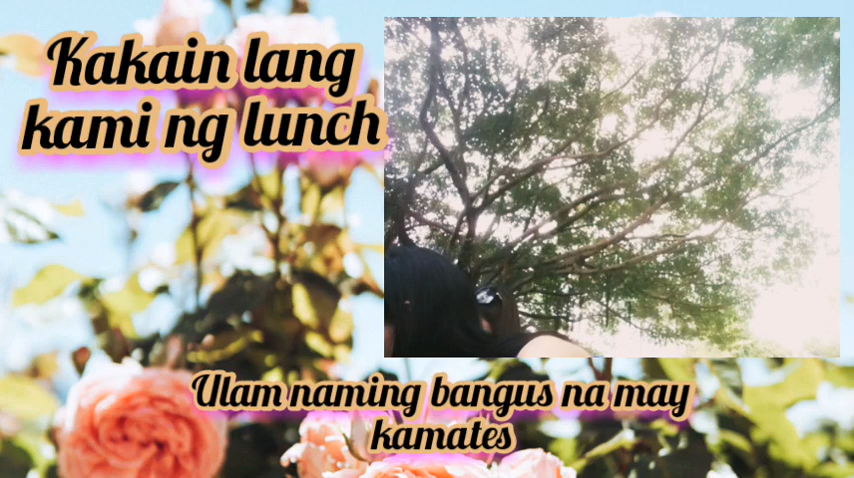 Kakain lang
kami ng lunch
Ulam naming bangus na may
kamates